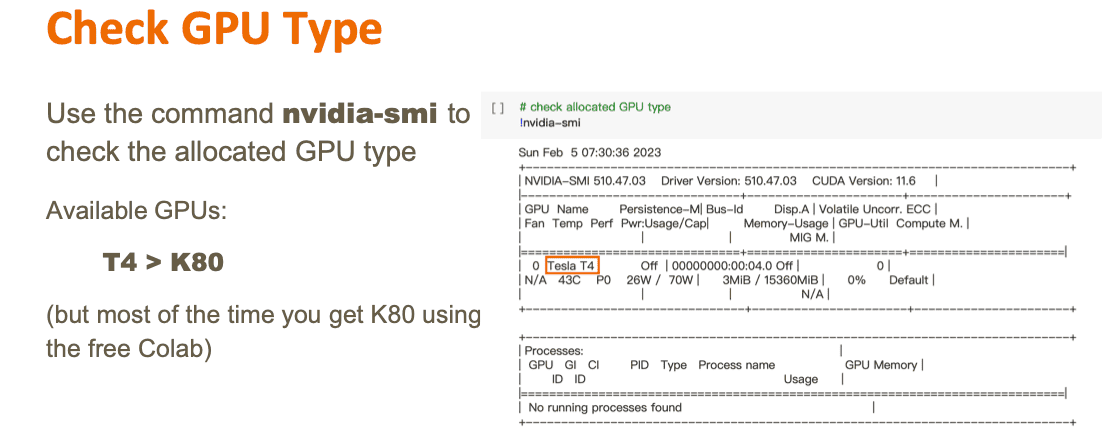 Check GPU Type
Use the command nvidia-smi to
check the allocated GPU type
Available GPUs:
T4 > K80
(but most of the time you get K80 using
the free Colab)
[ ] # check allocated GPU type
!nvidia-smi
Sun Feb 5 07:30:36 2023
+-----------------------------------------------------------------------------+
| NVIDIA-SMI 510.47.03 Driver Version: 510.47.03 CUDA Version: 11.6 |
|-------------------------------+----------------------+----------------------+
| GPU Name Persistence-M| Bus-Id Disp.A | Volatile Uncorr. ECC |
| Fan Temp Perf Pwr:Usage/Cap| Memory-Usage | GPU-Util Compute M. |
| | | MIG M. |
|===============================+======================+======================|
| 0 Tesla T4 Off | 00000000:00:04.0 Off | 0 |
| N/A 43C P0 26W / 70W | 3MiB / 15360MiB | 0% Default |
| | | N/A |
+-------------------------------+----------------------+----------------------+
+-----------------------------------------------------------------------------+
| Processes: |
| GPU GI CI PID Type Process name GPU Memory |
| ID ID Usage |
|=============================================================================|
| No running processes found |
+-----------------------------------------------------------------------------+